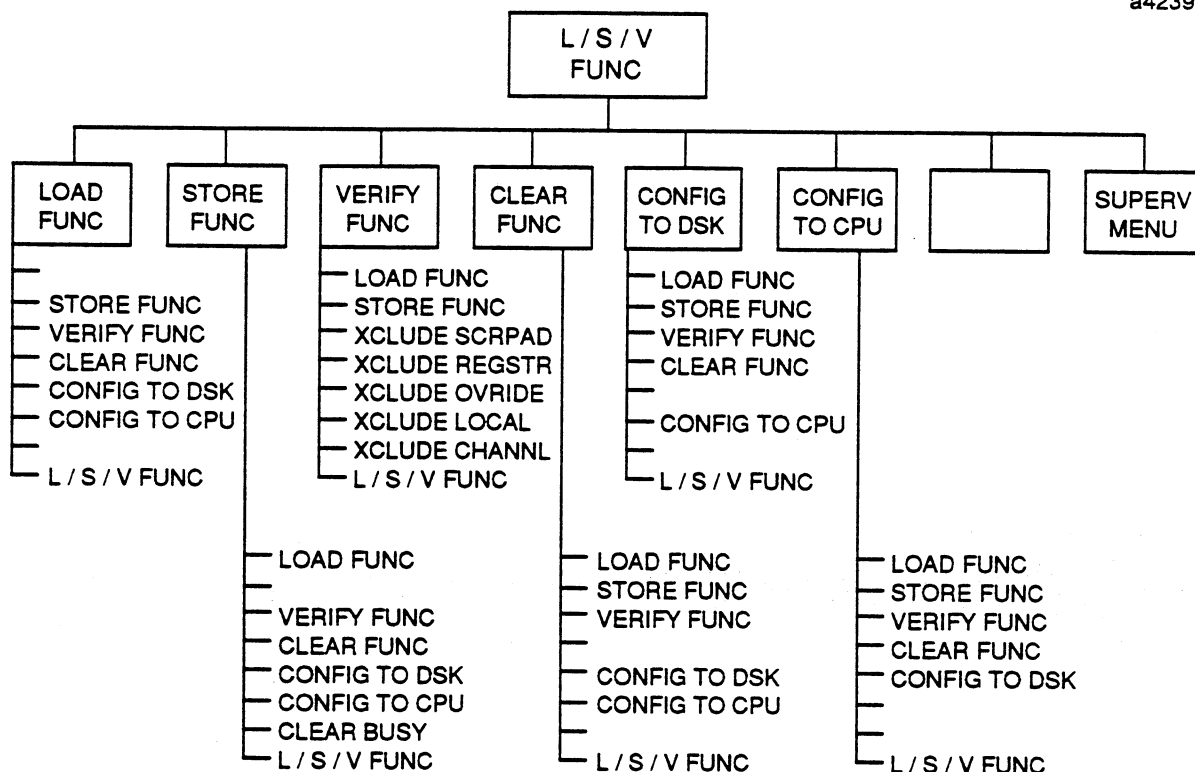 a4239
L / S / V
FUNC
LOAD
FUNC
STORE
FUNC
VERIFY
FUNC
CLEAR
FUNC
CONFIG
TO DSK
CONFIG
TO CPU
SUPERV
MENU
STORE FUNC
VERIFY FUNC
CLEAR FUNC
CONFIG TO DSK
CONFIG TO CPU
L / S / V FUNC
LOAD FUNC
VERIFY FUNC
CLEAR FUNC
CONFIG TO DSK
CONFIG TO CPU
CLEAR BUSY
L / S / V FUNC
LOAD FUNC
STORE FUNC
XCLUDE SCRPAD
XCLUDE REGSTR
XCLUDE OVRIDE
XCLUDE LOCAL
XCLUDE CHANNL
L / S / V FUNC
LOAD FUNC
STORE FUNC
VERIFY FUNC
CONFIG TO DSK
CONFIG TO CPU
L / S / V FUNC
LOAD FUNC
STORE FUNC
VERIFY FUNC
CLEAR FUNC
CONFIG TO CPU
L / S / V FUNC
LOAD FUNC
STORE FUNC
VERIFY FUNC
CLEAR FUNC
CONFIG TO DSK
L / S / V FUNC